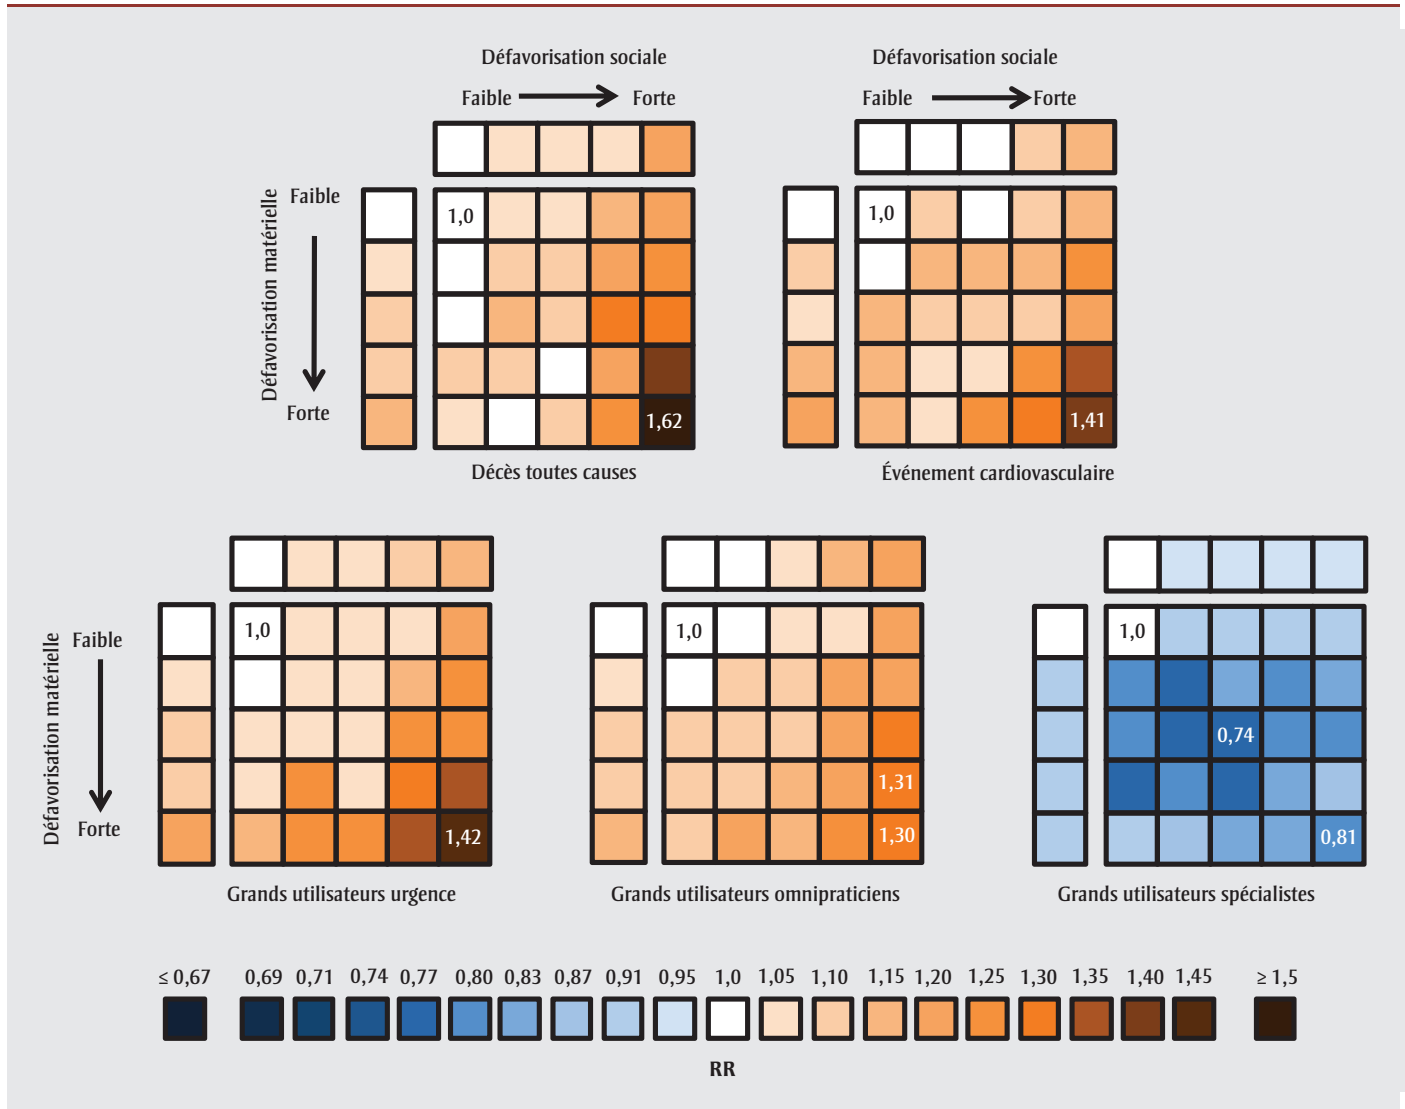 Défavorisation sociale
Défavorisation sociale
Faible
Forte
Faible
Forte
Défavorisation matérielle
Faible
Forte
1,0
1,62
Décès toutes causes
1,0
1,41
Événement cardiovasculaire
Défavorisation matérielle
Faible
Forte
1,0
1,42
Grands utilisateurs urgence
1,0
1,31
1,30
Grands utilisateurs omnipraticiens
1,0
0,74
0,81
Grands utilisateurs spécialistes
≤ 0,67 0,69 0,71 0,74 0,77 0,80 0,83 0,87 0,91 0,95 1,0 1,05 1,10 1,15 1,20 1,25 1,30 1,35 1,40 1,45 ≥ 1,5
RR